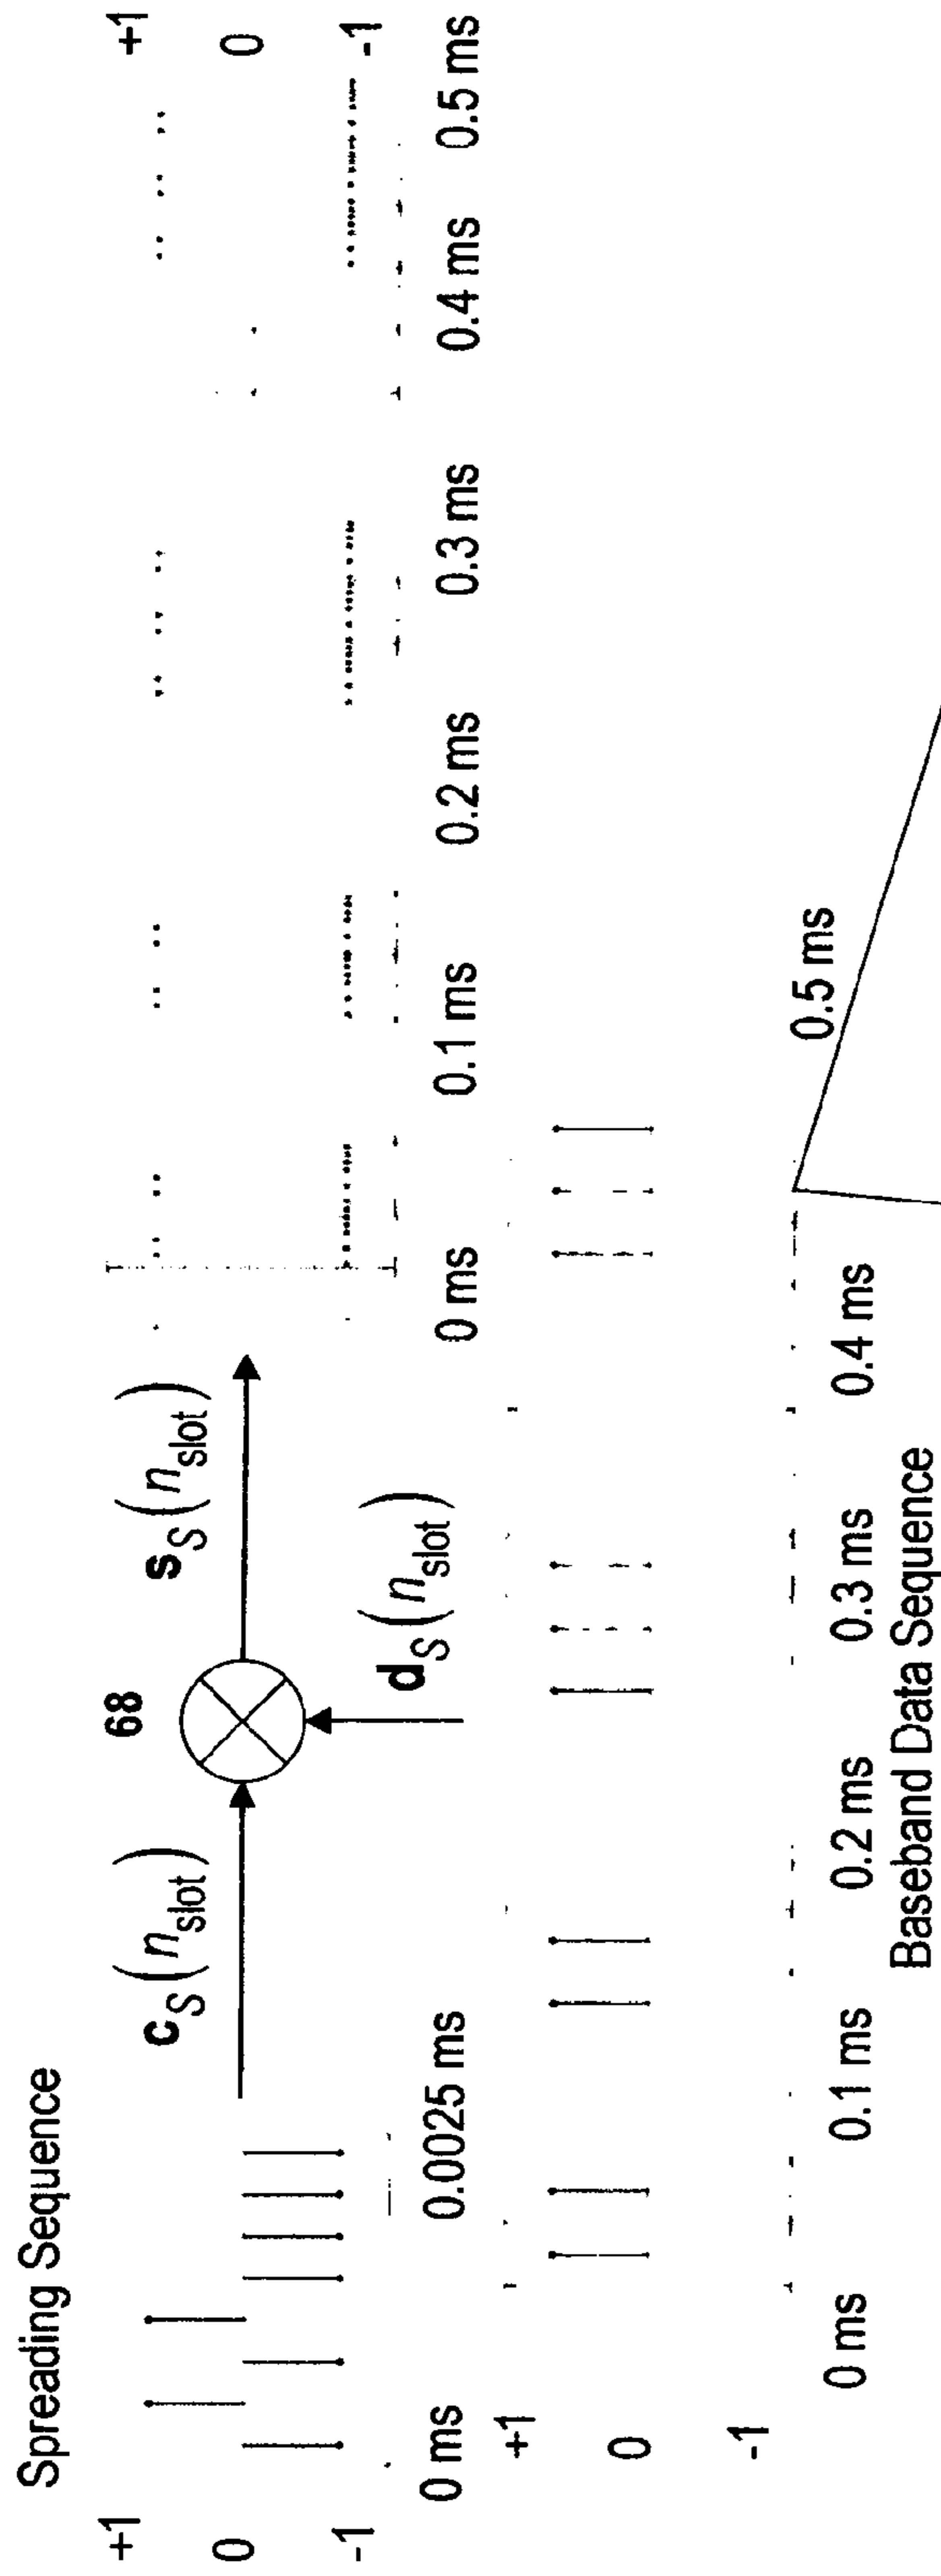 Spreading Sequence
+1
0
-1
0 ms
0.0025 ms
c_S(n_slot)
68
s_S(n_slot)
d_S(n_slot)
+1
0
-1
0 ms
0.1 ms
0.2 ms
0.3 ms
0.4 ms
0.5 ms
+1
0
-1
0 ms
0.1 ms
0.2 ms
0.3 ms
0.4 ms
0.5 ms
Baseband Data Sequence